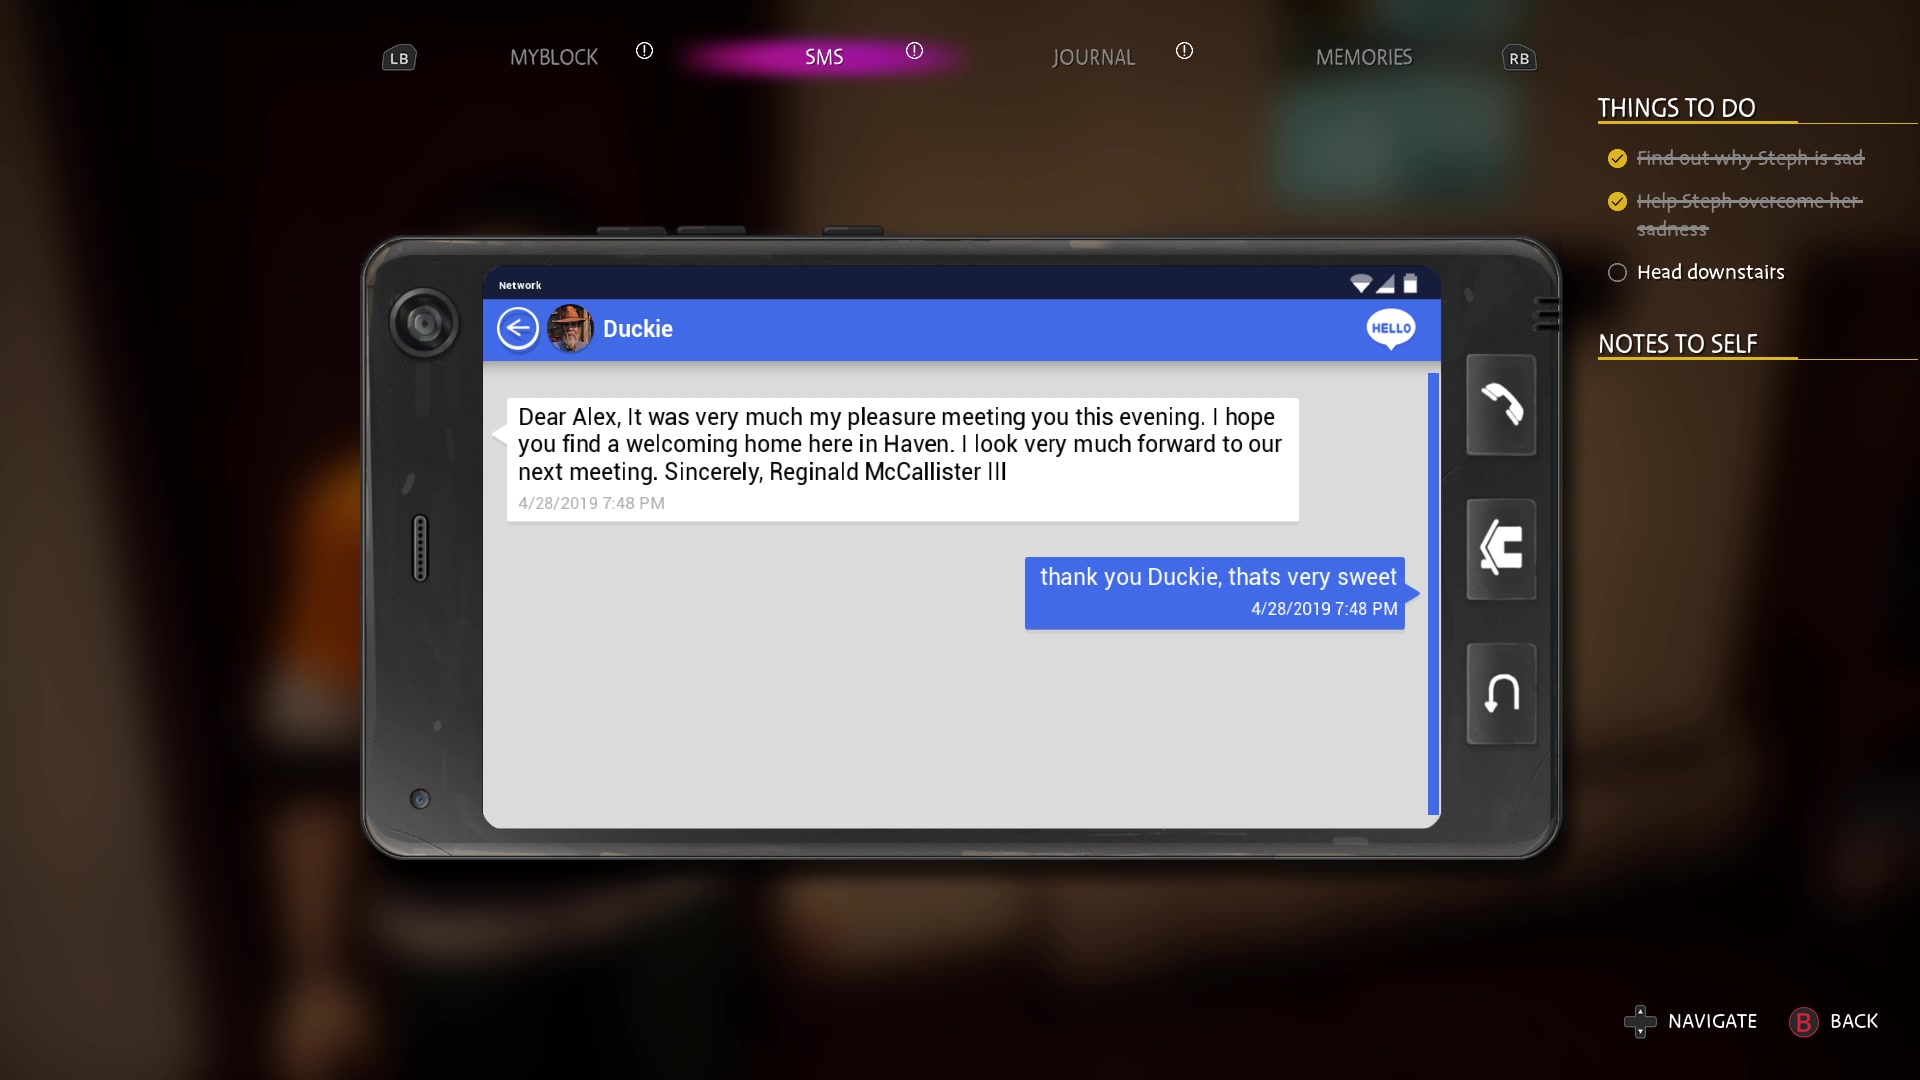 LB
MYBLOCK
SMS
JOURNAL
MEMORIES
RB
THINGS TO DO
Find out why Steph is sad
Help Steph overcome her
sadness
Head downstairs
NOTES TO SELF
Network
Duckie
HELLO
Dear Alex, It was very much my pleasure meeting you this evening. I hope
you find a welcoming home here in Haven. I look very much forward to our
next meeting. Sincerely, Reginald McCallister III
4/28/2019 7:48 PM
thank you Duckie, thats very sweet
4/28/2019 7:48 PM
NAVIGATE
B BACK